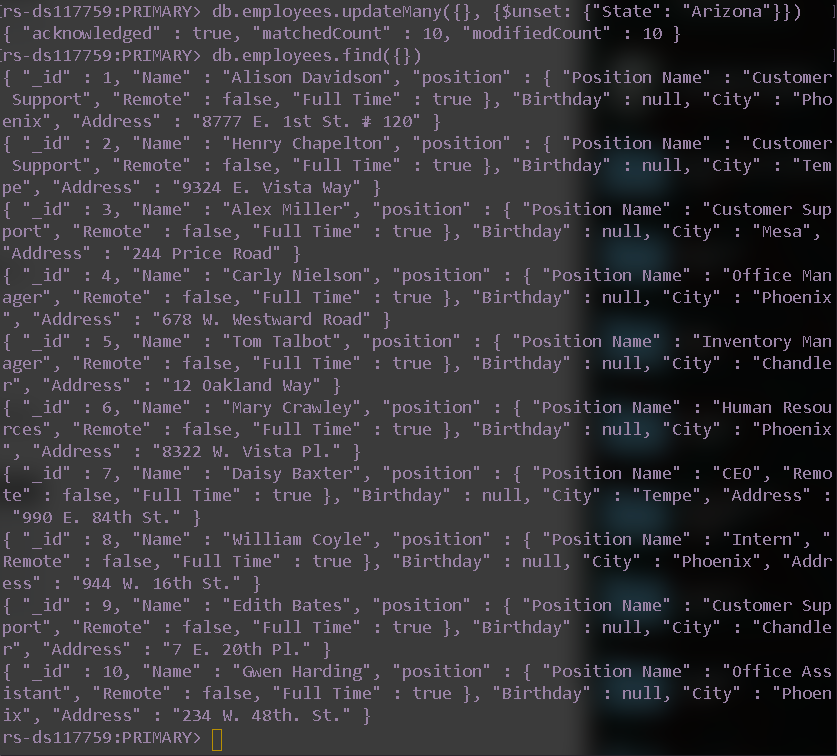 rs-ds117759:PRIMARY> db.employees.updateMany({}, {$unset: {"State": "Arizona"}})
{ "acknowledged" : true, "matchedCount" : 10, "modifiedCount" : 10 }
rs-ds117759:PRIMARY> db.employees.find({})
{ "_id" : 1, "Name" : "Alison Davidson", "position" : { "Position Name" : "Customer
 Support", "Remote" : false, "Full Time" : true }, "Birthday" : null, "City" : "Pho
enix", "Address" : "8777 E. 1st St. # 120" }
{ "_id" : 2, "Name" : "Henry Chapelton", "position" : { "Position Name" : "Customer
 Support", "Remote" : false, "Full Time" : true }, "Birthday" : null, "City" : "Tem
pe", "Address" : "9324 E. Vista Way" }
{ "_id" : 3, "Name" : "Alex Miller", "position" : { "Position Name" : "Customer Sup
port", "Remote" : false, "Full Time" : true }, "Birthday" : null, "City" : "Mesa",
"Address" : "244 Price Road" }
{ "_id" : 4, "Name" : "Carly Nielson", "position" : { "Position Name" : "Office Man
ager", "Remote" : false, "Full Time" : true }, "Birthday" : null, "City" : "Phoenix
", "Address" : "678 W. Westward Road" }
{ "_id" : 5, "Name" : "Tom Talbot", "position" : { "Position Name" : "Inventory Man
ager", "Remote" : false, "Full Time" : true }, "Birthday" : null, "City" : "Chandle
r", "Address" : "12 Oakland Way" }
{ "_id" : 6, "Name" : "Mary Crawley", "position" : { "Position Name" : "Human Resou
rces", "Remote" : false, "Full Time" : true }, "Birthday" : null, "City" : "Phoenix
", "Address" : "8322 W. Vista Pl." }
{ "_id" : 7, "Name" : "Daisy Baxter", "position" : { "Position Name" : "CEO", "Remo
te" : false, "Full Time" : true }, "Birthday" : null, "City" : "Tempe", "Address" :
 "990 E. 84th St." }
{ "_id" : 8, "Name" : "William Coyle", "position" : { "Position Name" : "Intern", "
Remote" : false, "Full Time" : true }, "Birthday" : null, "City" : "Phoenix", "Addr
ess" : "944 W. 16th St." }
{ "_id" : 9, "Name" : "Edith Bates", "position" : { "Position Name" : "Customer Sup
port", "Remote" : false, "Full Time" : true }, "Birthday" : null, "City" : "Chandle
r", "Address" : "7 E. 20th Pl." }
{ "_id" : 10, "Name" : "Gwen Harding", "position" : { "Position Name" : "Office Ass
istant", "Remote" : false, "Full Time" : true }, "Birthday" : null, "City" : "Phoen
ix", "Address" : "234 W. 48th. St." }
rs-ds117759:PRIMARY>